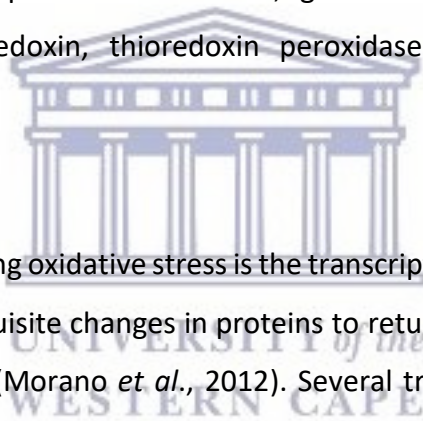 edoxin, thioredoxin peroxidase
ng oxidative stress is the transcrip
uisite changes in proteins to retu
UNIVERSITY of the
(Morano et al., 2012). Several tr
WESTERN CAPE